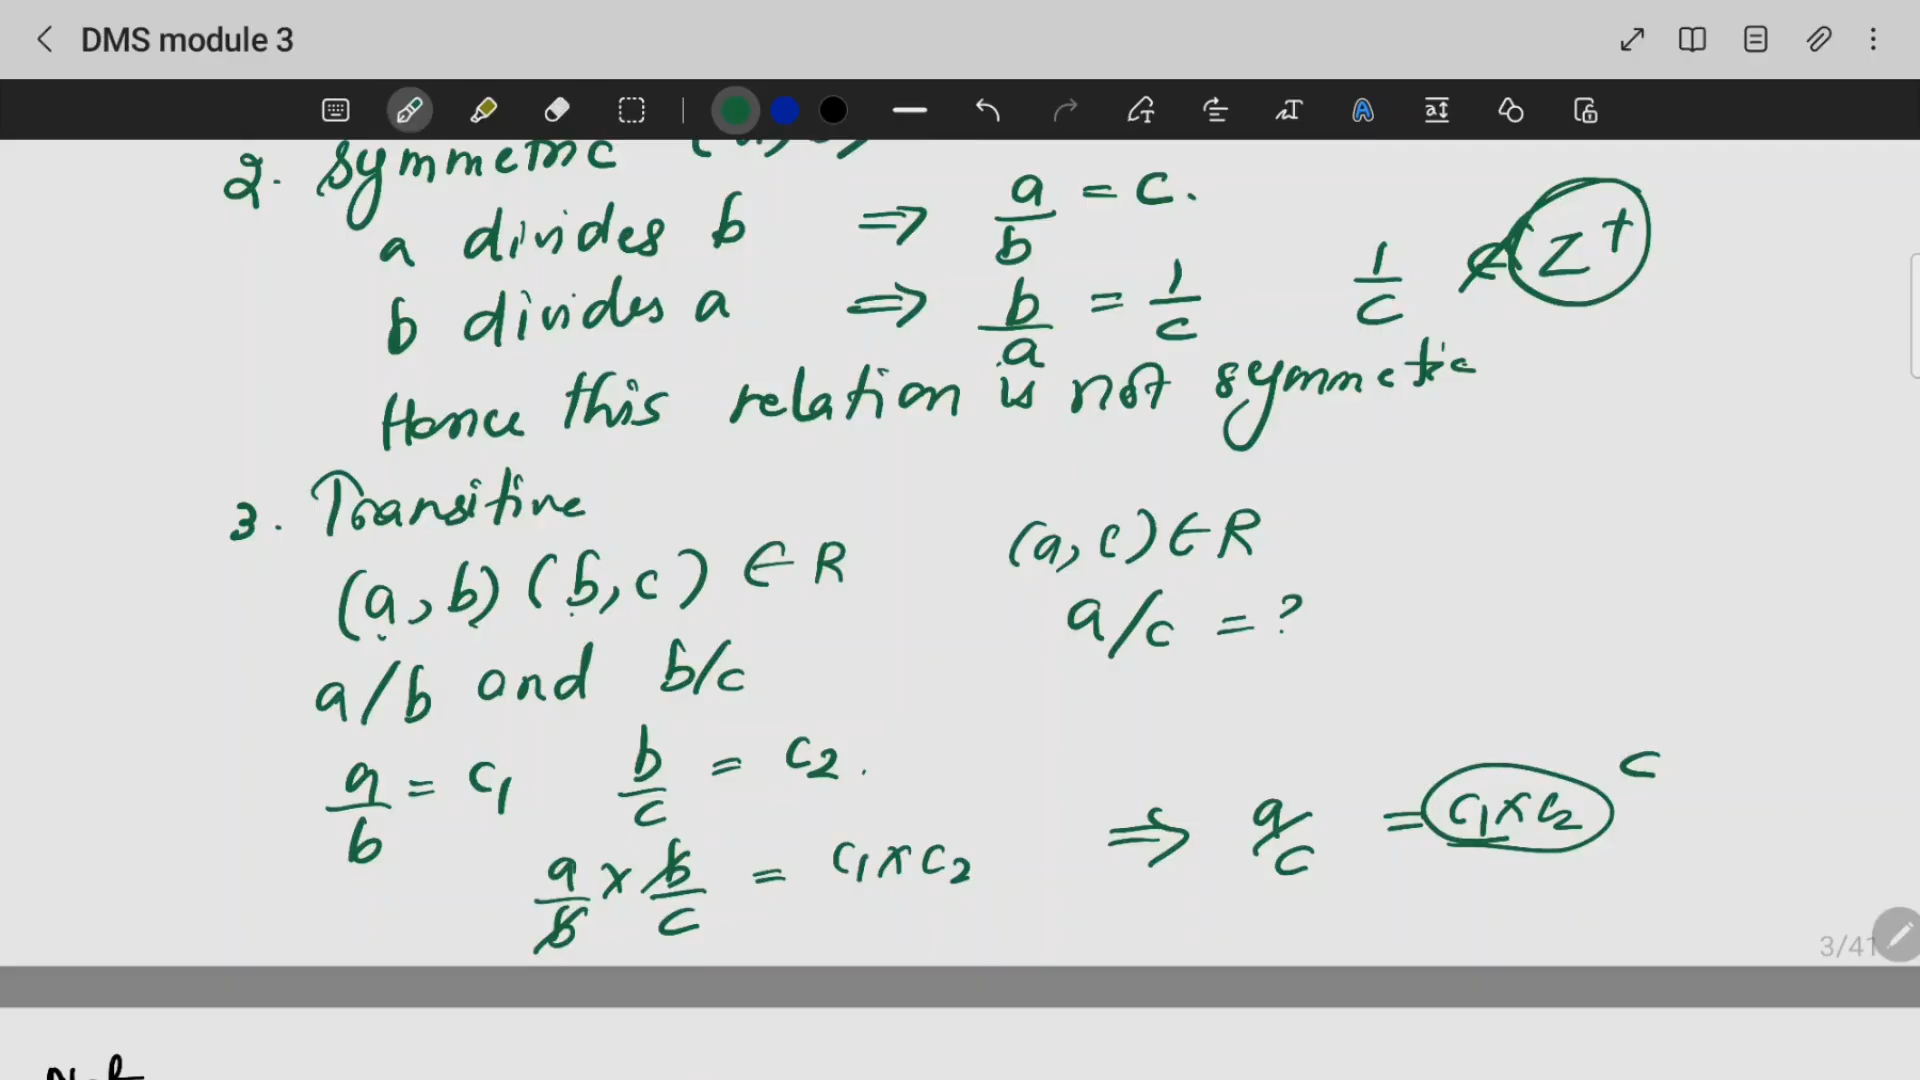 DMS module 3
2. Symmetric
a divides b ⇒ a/b = c.
b divides a ⇒ b/a = 1/c 1/c ∉ Z+
Hence this relation is not symmetric
3. Transitive
(a, b) (b, c) ∈ R (a, c) ∈ R
a/b and b/c a/c = ?
a/b = c1 b/c = c2.
a/b x b/c = c1 x c2 ⇒ a/c = c1 x c2 c
3/41